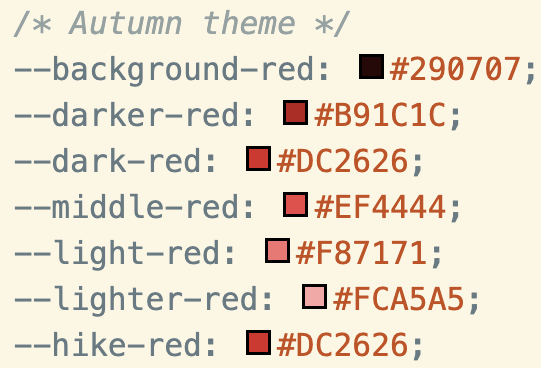 /* Autumn theme */
--background-red: #290707;
--darker-red: #B91C1C;
--dark-red: #DC2626;
--middle-red: #EF4444;
--light-red: #F87171;
--lighter-red: #FCA5A5;
--hike-red: #DC2626;